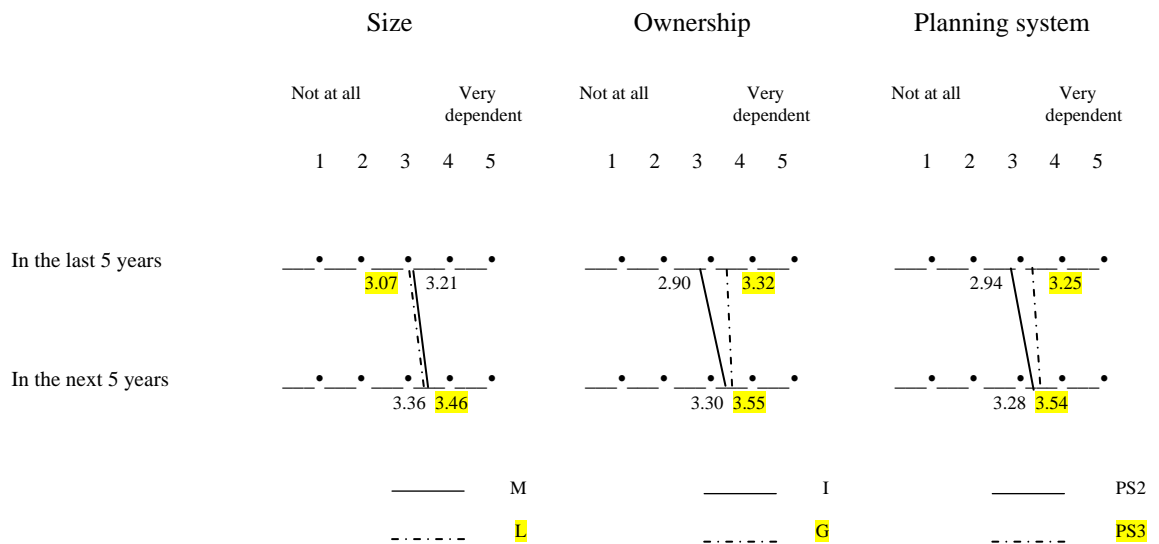 Size Ownership Planning system
Not at all Very dependent Not at all Very dependent Not at all Very dependent
1 2 3 4 5 1 2 3 4 5 1 2 3 4 5
In the last 5 years
3.07 3.21 2.90 3.32 2.94 3.25
In the next 5 years
3.36 3.46 3.30 3.55 3.28 3.54
M I PS2
L G PS3